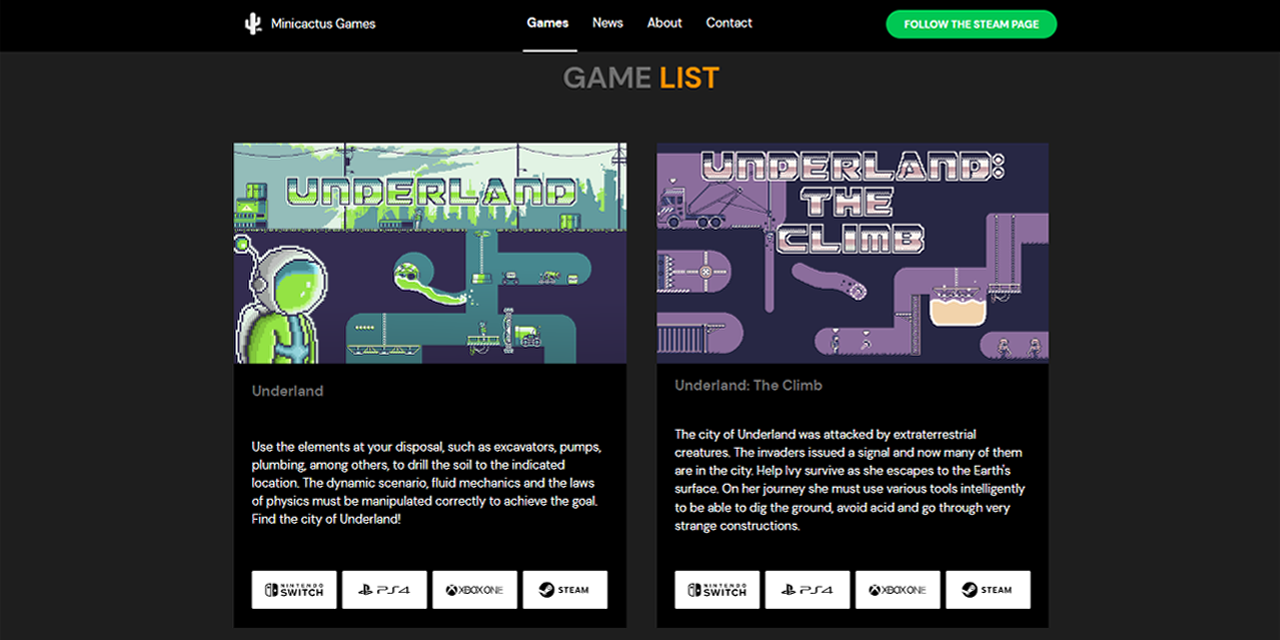 Minicactus Games
Games
News
About
Contact
FOLLOW THE STEAM PAGE
GAME LIST
UNDERLAND
Underland
Use the elements at your disposal, such as excavators, pumps,
plumbing, among others, to drill the soil to the indicated
location. The dynamic scenario, fluid mechanics and the laws
of physics must be manipulated correctly to achieve the goal.
Find the city of Underland!
NINTENDO
SWITCH
PS4
XBOX ONE
STEAM
UNDERLAND:
THE
CLIMB
Underland: The Climb
The city of Underland was attacked by extraterrestrial
creatures. The invaders issued a signal and now many of them
are in the city. Help Ivy survive as she escapes to the Earth's
surface. On her journey she must use various tools intelligently
to be able to dig the ground, avoid acid and go through very
strange constructions.
NINTENDO
SWITCH
PS4
XBOX ONE
STEAM